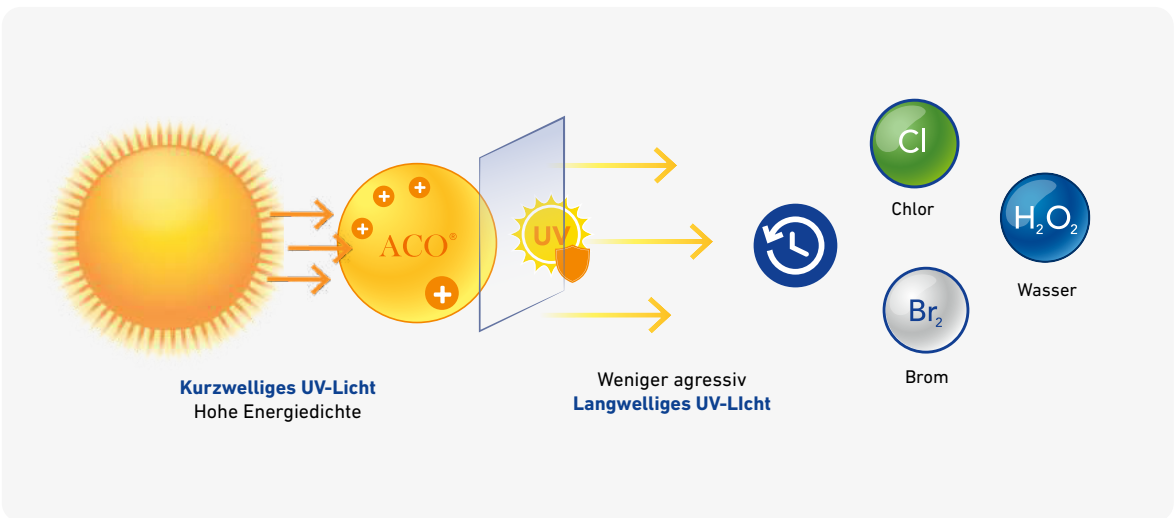 ACO®
UV
Kurzwelliges UV-Licht
Hohe Energiedichte
Weniger agressiv
Langwelliges UV-LIcht
Cl
Chlor
H₂O₂
Wasser
Br₂
Brom